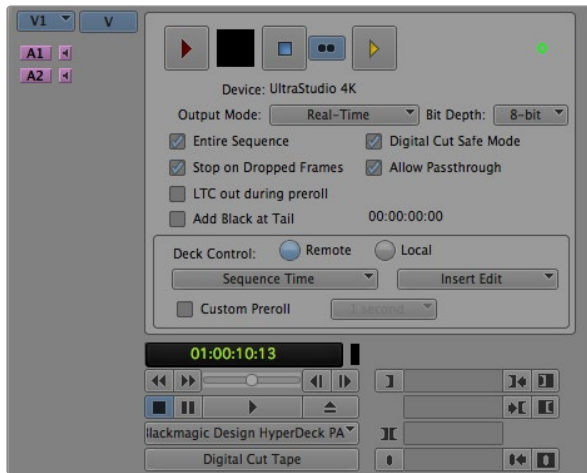 V1
V
A1
A2
Device: UltraStudio 4K
Output Mode: Real-Time Bit Depth: 8-bit
Entire Sequence Digital Cut Safe Mode
Stop on Dropped Frames Allow Passthrough
LTC out during preroll
Add Black at Tail 00:00:00:00
Deck Control: Remote Local
Sequence Time Insert Edit
Custom Preroll 1 second
01:00:10:13
Blackmagic Design HyperDeck PA
Digital Cut Tape